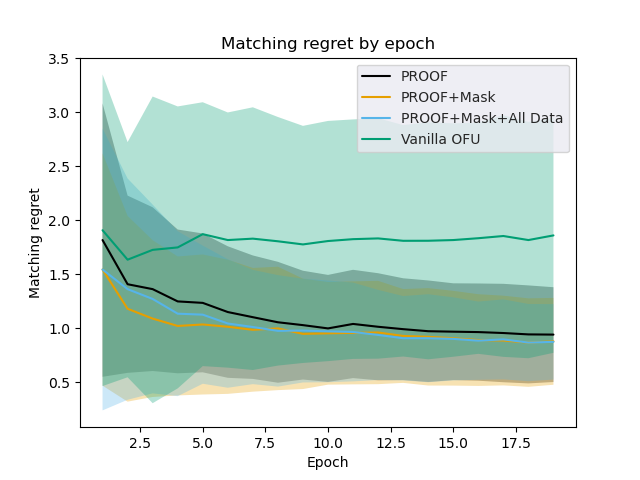 Matching regret by epoch
3.5
3.0
2.5
2.0
1.5
1.0
0.5
Matching regret
PROOF
PROOF+Mask
PROOF+Mask+All Data
Vanilla OFU
2.5
5.0
7.5
10.0
12.5
15.0
17.5
Epoch